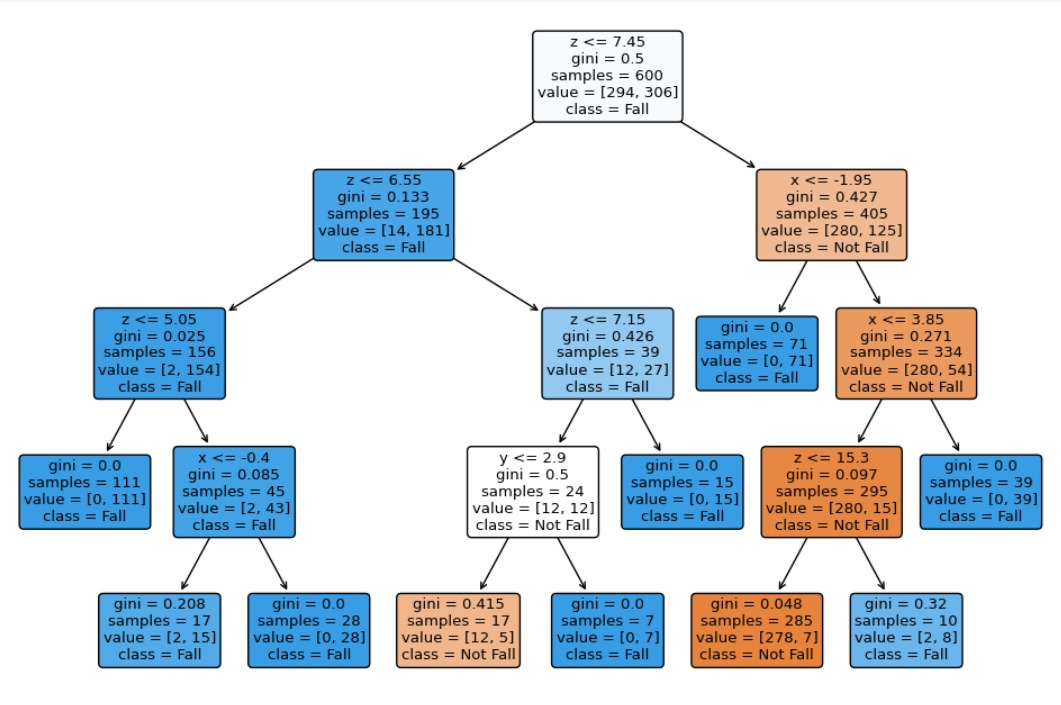 z <= 7.45
gini = 0.5
samples = 600
value = [294, 306]
class = Fall
z <= 6.55
gini = 0.133
samples = 195
value = [14, 181]
class = Fall
x <= -1.95
gini = 0.427
samples = 405
value = [280, 125]
class = Not Fall
z <= 5.05
gini = 0.025
samples = 156
value = [2, 154]
class = Fall
z <= 7.15
gini = 0.426
samples = 39
value = [12, 27]
class = Fall
gini = 0.0
samples = 71
value = [0, 71]
class = Fall
x <= 3.85
gini = 0.271
samples = 334
value = [280, 54]
class = Not Fall
gini = 0.0
samples = 111
value = [0, 111]
class = Fall
x <= -0.4
gini = 0.085
samples = 45
value = [2, 43]
class = Fall
y <= 2.9
gini = 0.5
samples = 24
value = [12, 12]
class = Not Fall
gini = 0.0
samples = 15
value = [0, 15]
class = Fall
z <= 15.3
gini = 0.097
samples = 295
value = [280, 15]
class = Not Fall
gini = 0.0
samples = 39
value = [0, 39]
class = Fall
gini = 0.208
samples = 17
value = [2, 15]
class = Fall
gini = 0.0
samples = 28
value = [0, 28]
class = Fall
gini = 0.415
samples = 17
value = [12, 5]
class = Not Fall
gini = 0.0
samples = 7
value = [0, 7]
class = Fall
gini = 0.048
samples = 285
value = [278, 7]
class = Not Fall
gini = 0.32
samples = 10
value = [2, 8]
class = Fall